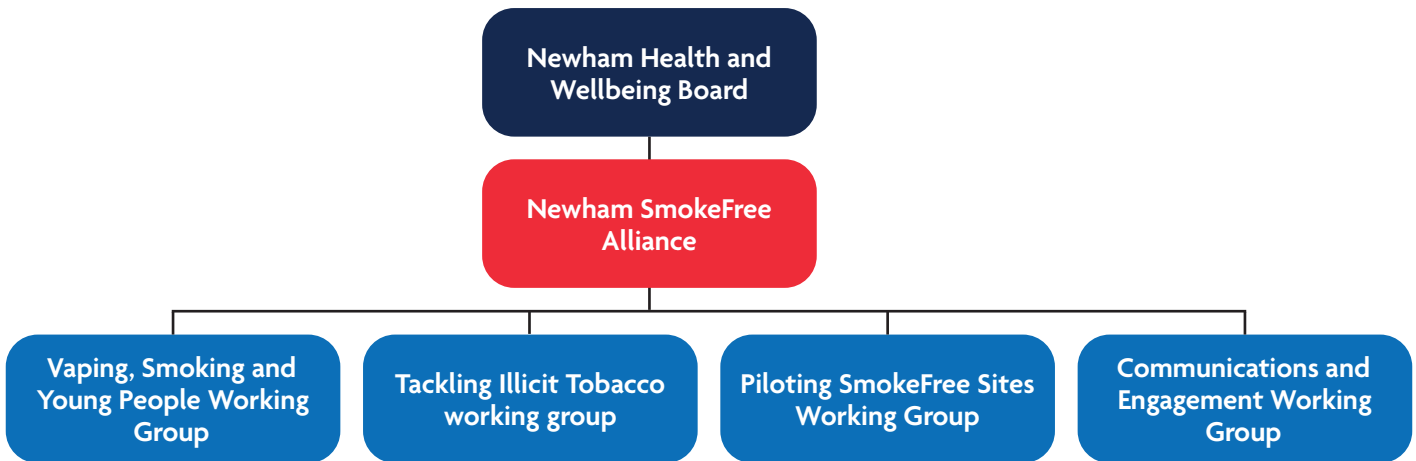 Newham Health and
Wellbeing Board
Newham SmokeFree
Alliance
Vaping, Smoking and
Young People Working
Group
Tackling Illicit Tobacco
working group
Piloting SmokeFree Sites
Working Group
Communications and
Engagement Working
Group